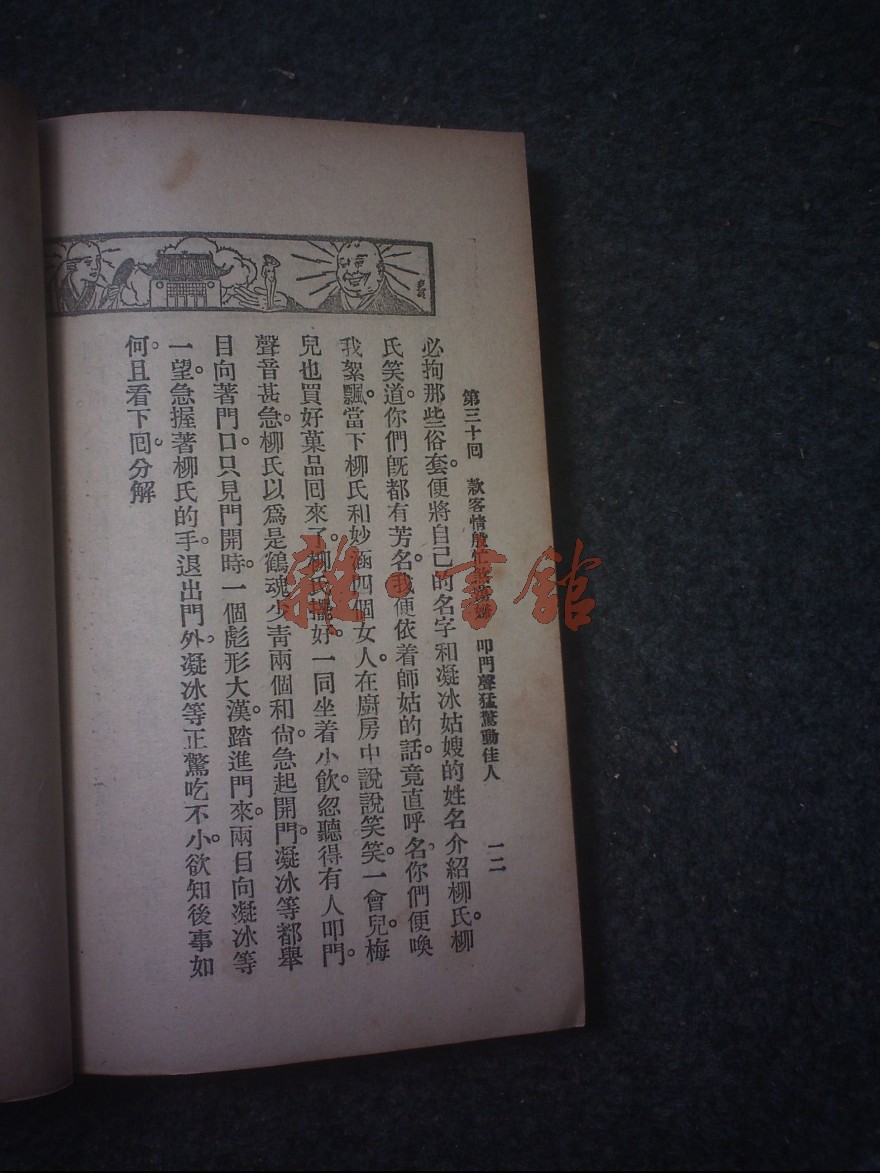 第三十回 款客情殷忙 叩門聲猛驚動佳人 一二
必拘那些俗套。便將自己的名字和凝冰姑嫂的姓名介紹柳氏。柳
氏笑道。你們旣都有芳名。我便依着師姑的話。竟直呼名。你們便喚
我絮飄。當下柳氏和妙涵四個女人。在廚房中說說笑笑。一會兒。梅
兒也買好菓品回來了。柳氏擺好。一同坐着小飲。忽聽得有人叩門。
聲音甚急。柳氏以爲是鶴魂少靑兩個和尙。急起開門。凝冰等都舉
目向著門口。只見門開時。一個彪形大漢。踏進門來。兩目向凝冰等
一望。急握著柳氏的手。退出門外。凝冰等正驚吃不小。欲知後事如
何。且看下回分解
雜·書館